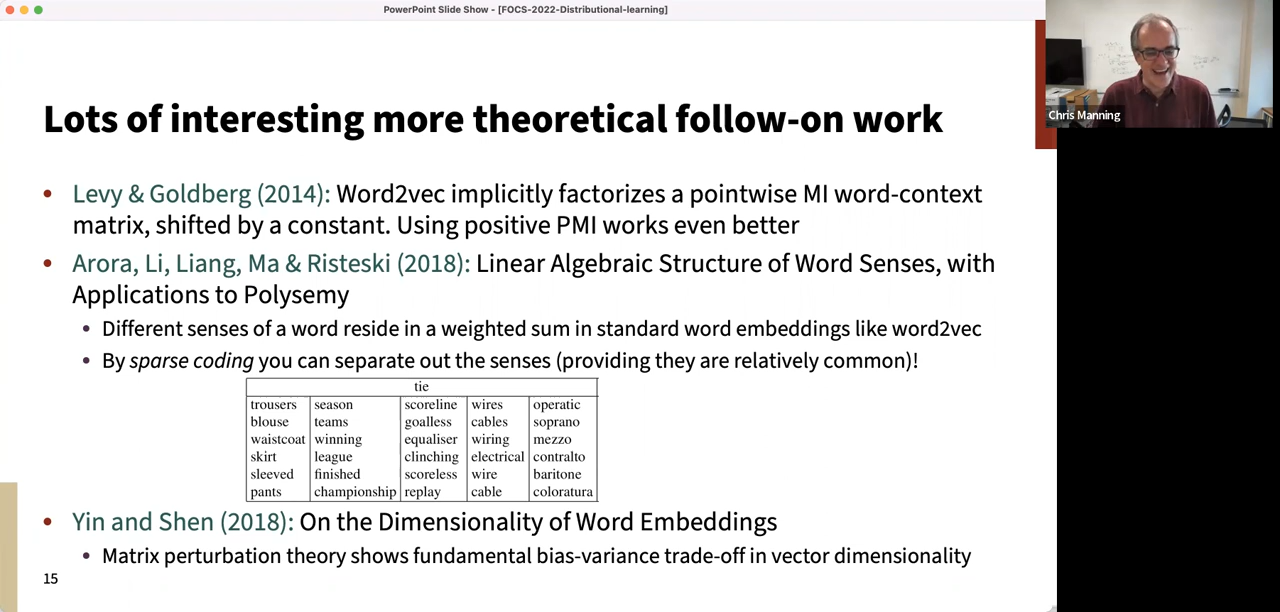 PowerPoint Slide Show - [FOCS-2022-Distributional-learning]
Chris Manning
Lots of interesting more theoretical follow-on work
• Levy & Goldberg (2014): Word2vec implicitly factorizes a pointwise MI word-context
matrix, shifted by a constant. Using positive PMI works even better
• Arora, Li, Liang, Ma & Risteski (2018): Linear Algebraic Structure of Word Senses, with
Applications to Polysemy
• Different senses of a word reside in a weighted sum in standard word embeddings like word2vec
• By sparse coding you can separate out the senses (providing they are relatively common)!
tie
trousers season scoreline wires operatic
blouse teams goalless cables soprano
waistcoat winning equaliser wiring mezzo
skirt league clinching electrical contralto
sleeved finished scoreless wire baritone
pants championship replay cable coloratura
• Yin and Shen (2018): On the Dimensionality of Word Embeddings
• Matrix perturbation theory shows fundamental bias-variance trade-off in vector dimensionality
15